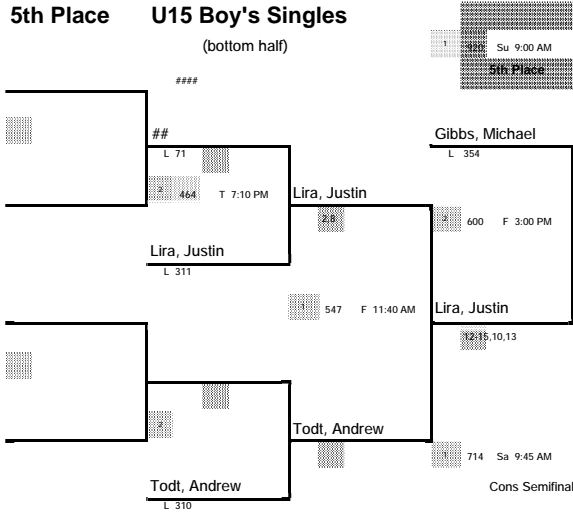 5th Place U15 Boy's Singles
(bottom half)
1 920 Su 9:00 AM
5th Place
####
##
L 71
Gibbs, Michael
L 354
2 464 T 7:10 PM
Lira, Justin
2,8
2 600 F 3:00 PM
Lira, Justin
L 311
1 547 F 11:40 AM
Lira, Justin
12-15,10,13
2
Todt, Andrew
1 714 Sa 9:45 AM
Todt, Andrew
L 310
Cons Semifinal